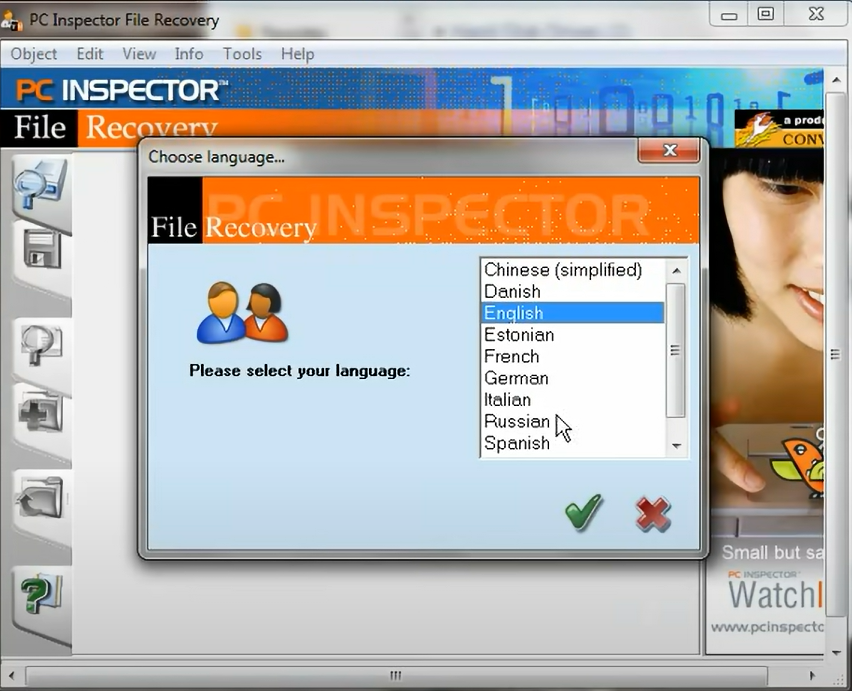 PC Inspector File Recovery
Object Edit View Info Tools Help
PC INSPECTOR™
File Recovery
a produ
CONV
Choose language...
PC INSPECTOR
File Recovery
Chinese (simplified)
Danish
English
Estonian
French
German
Italian
Russian
Spanish
Please select your language:
Small but sa
PC INSPECTOR™
Watch
www.pcinspecto